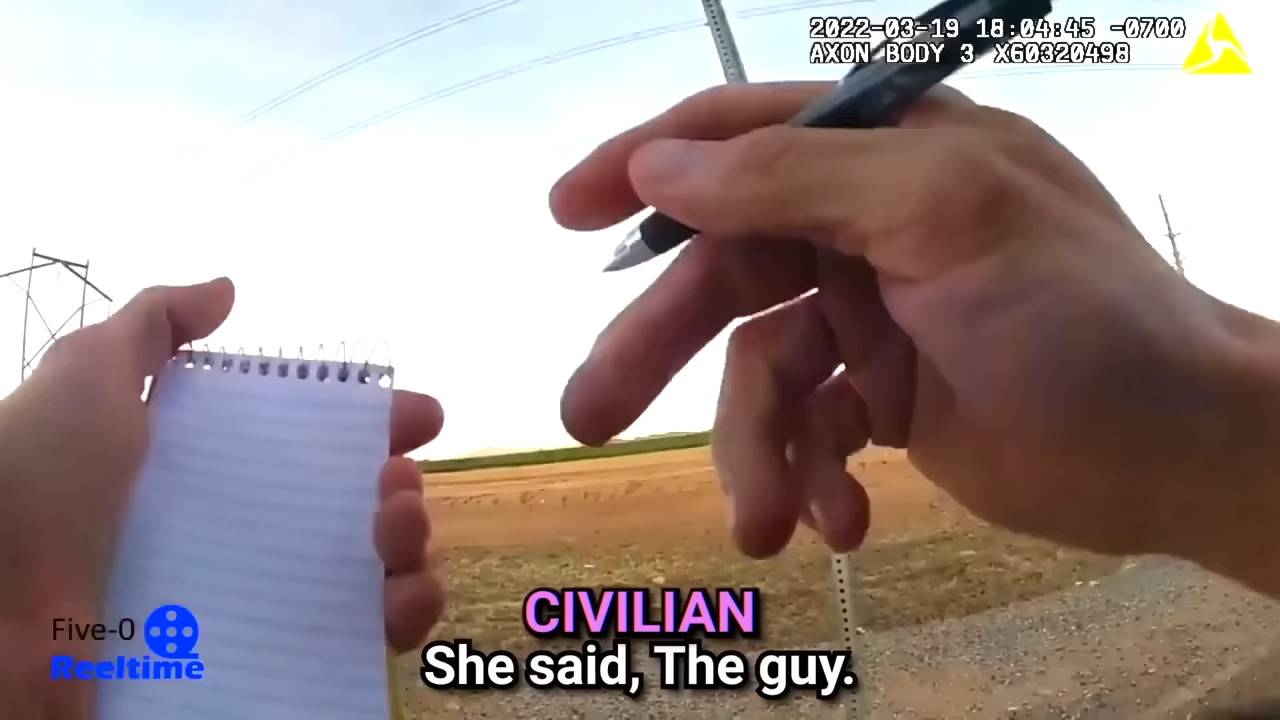 2022-03-19 18:04:45 -0700
AXON BODY 3 X60320498
CIVILIAN
She said, The guy.
Five-0
Reeltime